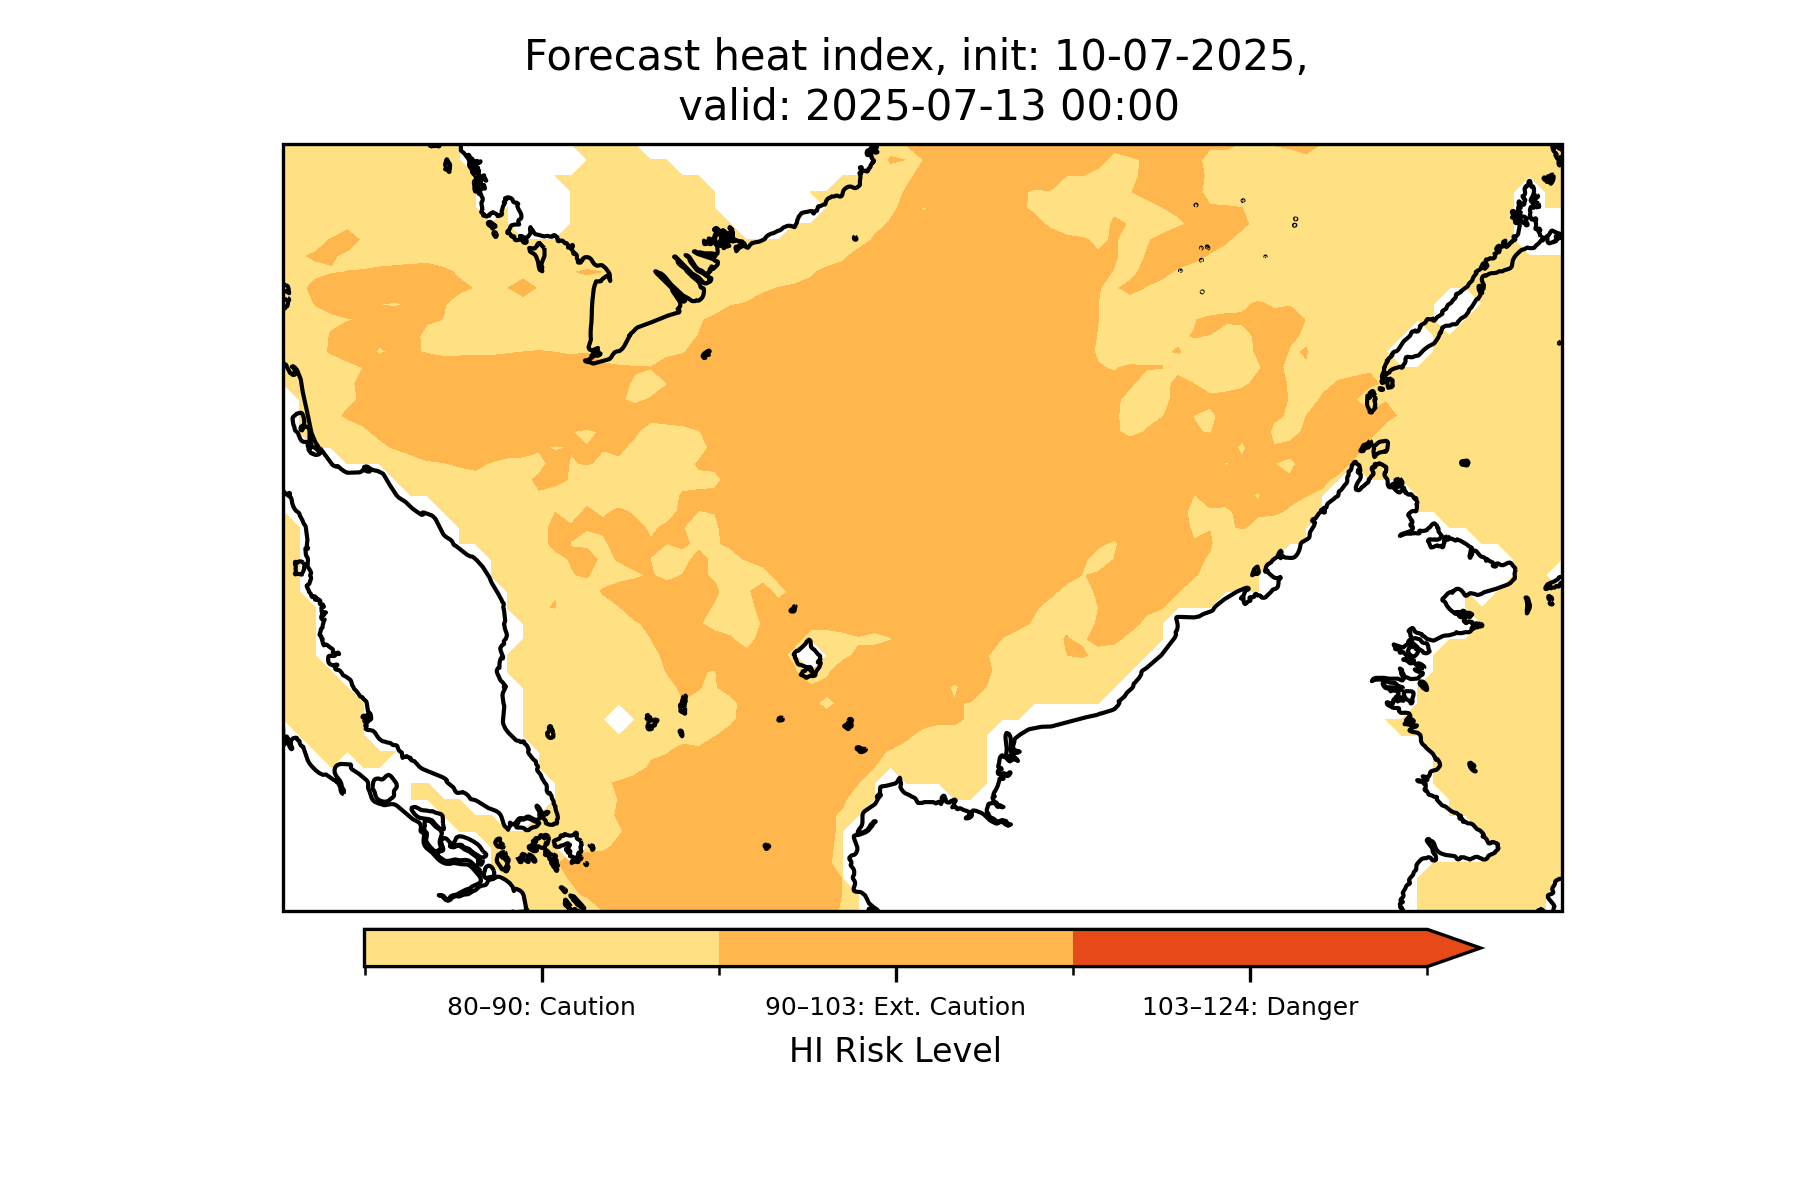 Forecast heat index, init: 10-07-2025,
valid: 2025-07-13 00:00
80–90: Caution
90–103: Ext. Caution
103–124: Danger
HI Risk Level